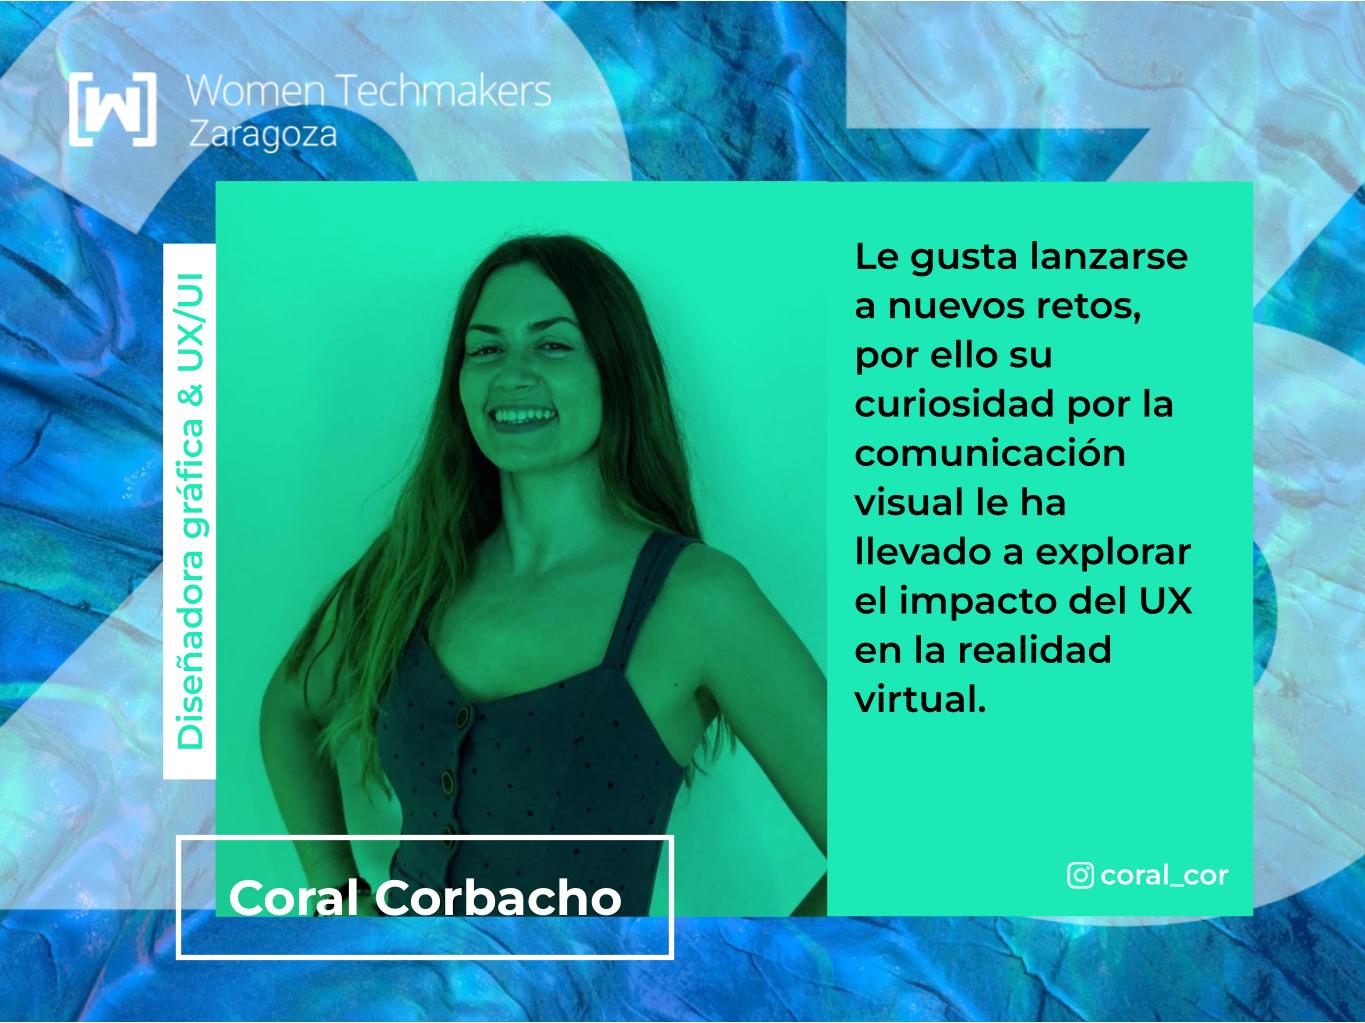 Women Techmakers
Zaragoza
Diseñadora gráfica & UX/UI
Le gusta lanzarse
a nuevos retos,
por ello su
curiosidad por la
comunicación
visual le ha
llevado a explorar
el impacto del UX
en la realidad
virtual.
coral_cor
Coral Corbacho